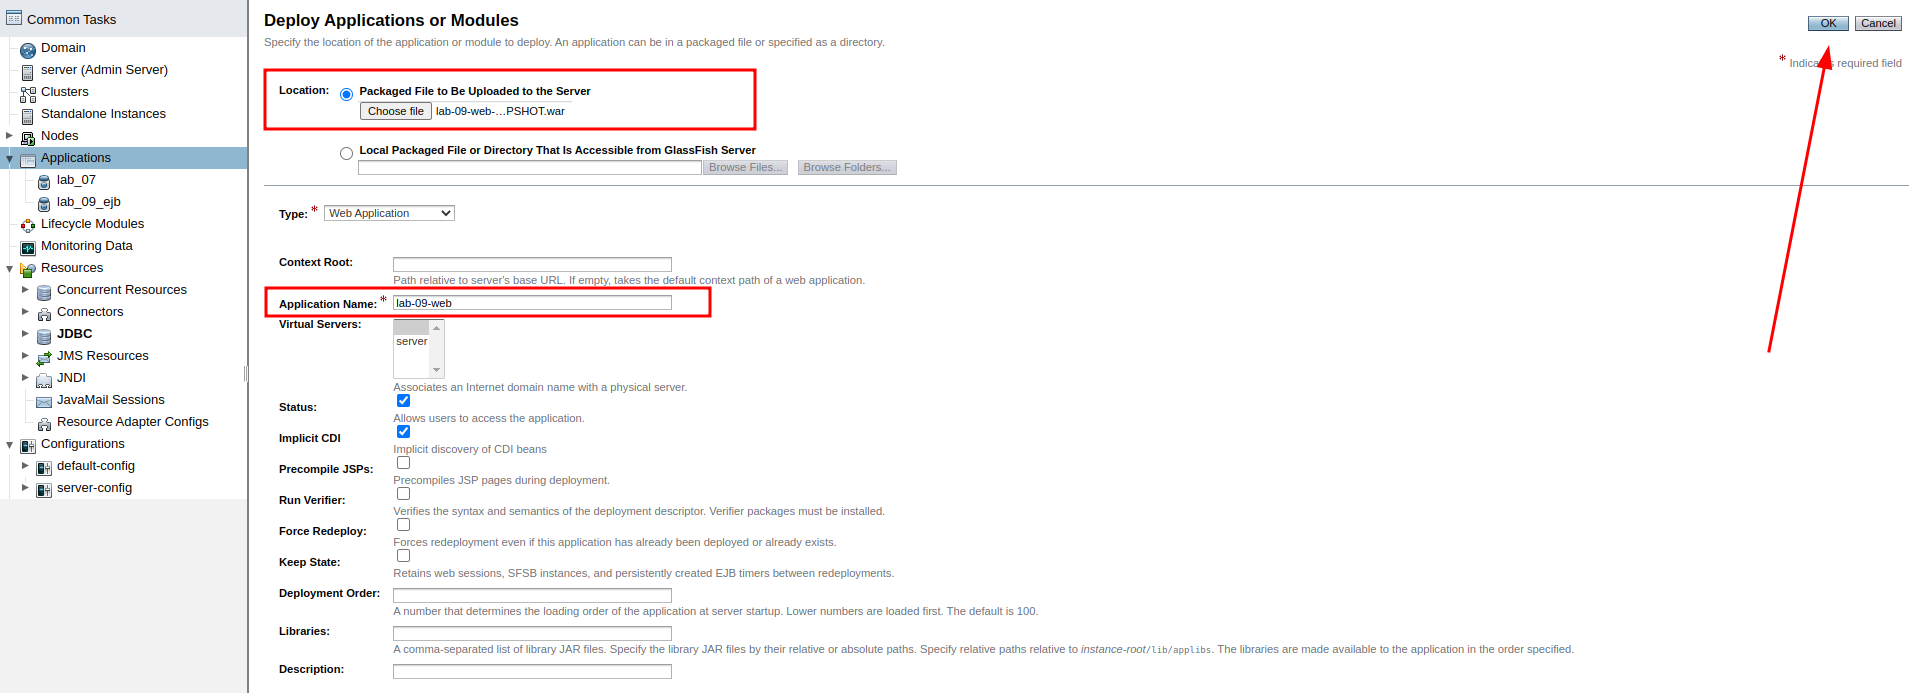 Common Tasks
Domain
server (Admin Server)
Clusters
Standalone Instances
Nodes
Applications
lab_07
lab_09_ejb
Lifecycle Modules
Monitoring Data
Resources
Concurrent Resources
Connectors
JDBC
JMS Resources
JNDI
JavaMail Sessions
Resource Adapter Configs
Configurations
default-config
server-config
Deploy Applications or Modules
OK Cancel
Specify the location of the application or module to deploy. An application can be in a packaged file or specified as a directory.
* Indicates required field
Location: Packaged File to Be Uploaded to the Server
Choose file lab-09-web-...PSHOT.war
Local Packaged File or Directory That Is Accessible from GlassFish Server
Browse Files... Browse Folders...
Type: * Web Application
Context Root:
Path relative to server's base URL. If empty, takes the default context path of a web application.
Application Name: * lab-09-web
Virtual Servers:
server
Associates an Internet domain name with a physical server.
Status:
Allows users to access the application.
Implicit CDI
Implicit discovery of CDI beans
Precompile JSPs:
Precompiles JSP pages during deployment.
Run Verifier:
Verifies the syntax and semantics of the deployment descriptor. Verifier packages must be installed.
Force Redeploy:
Forces redeployment even if this application has already been deployed or already exists.
Keep State:
Retains web sessions, SFSB instances, and persistently created EJB timers between redeployments.
Deployment Order:
A number that determines the loading order of the application at server startup. Lower numbers are loaded first. The default is 100.
Libraries:
A comma-separated list of library JAR files. Specify the library JAR files by their relative or absolute paths. Specify relative paths relative to instance-root/lib/applibs. The libraries are made available to the application in the order specified.
Description: